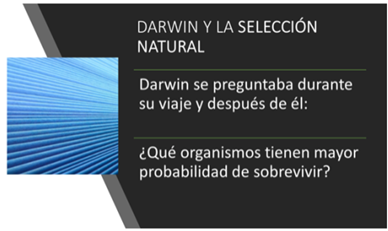 DARWIN Y LA SELECCIÓN
NATURAL
Darwin se preguntaba durante
su viaje y después de él:
¿Qué organismos tienen mayor
probabilidad de sobrevivir?